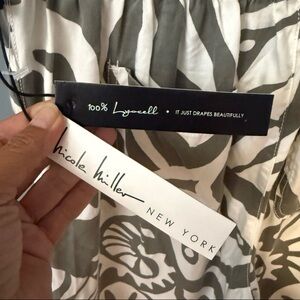 100% Lyocell • IT JUST DRAPES BEAUTIFULLY
nicole miller NEW YORK